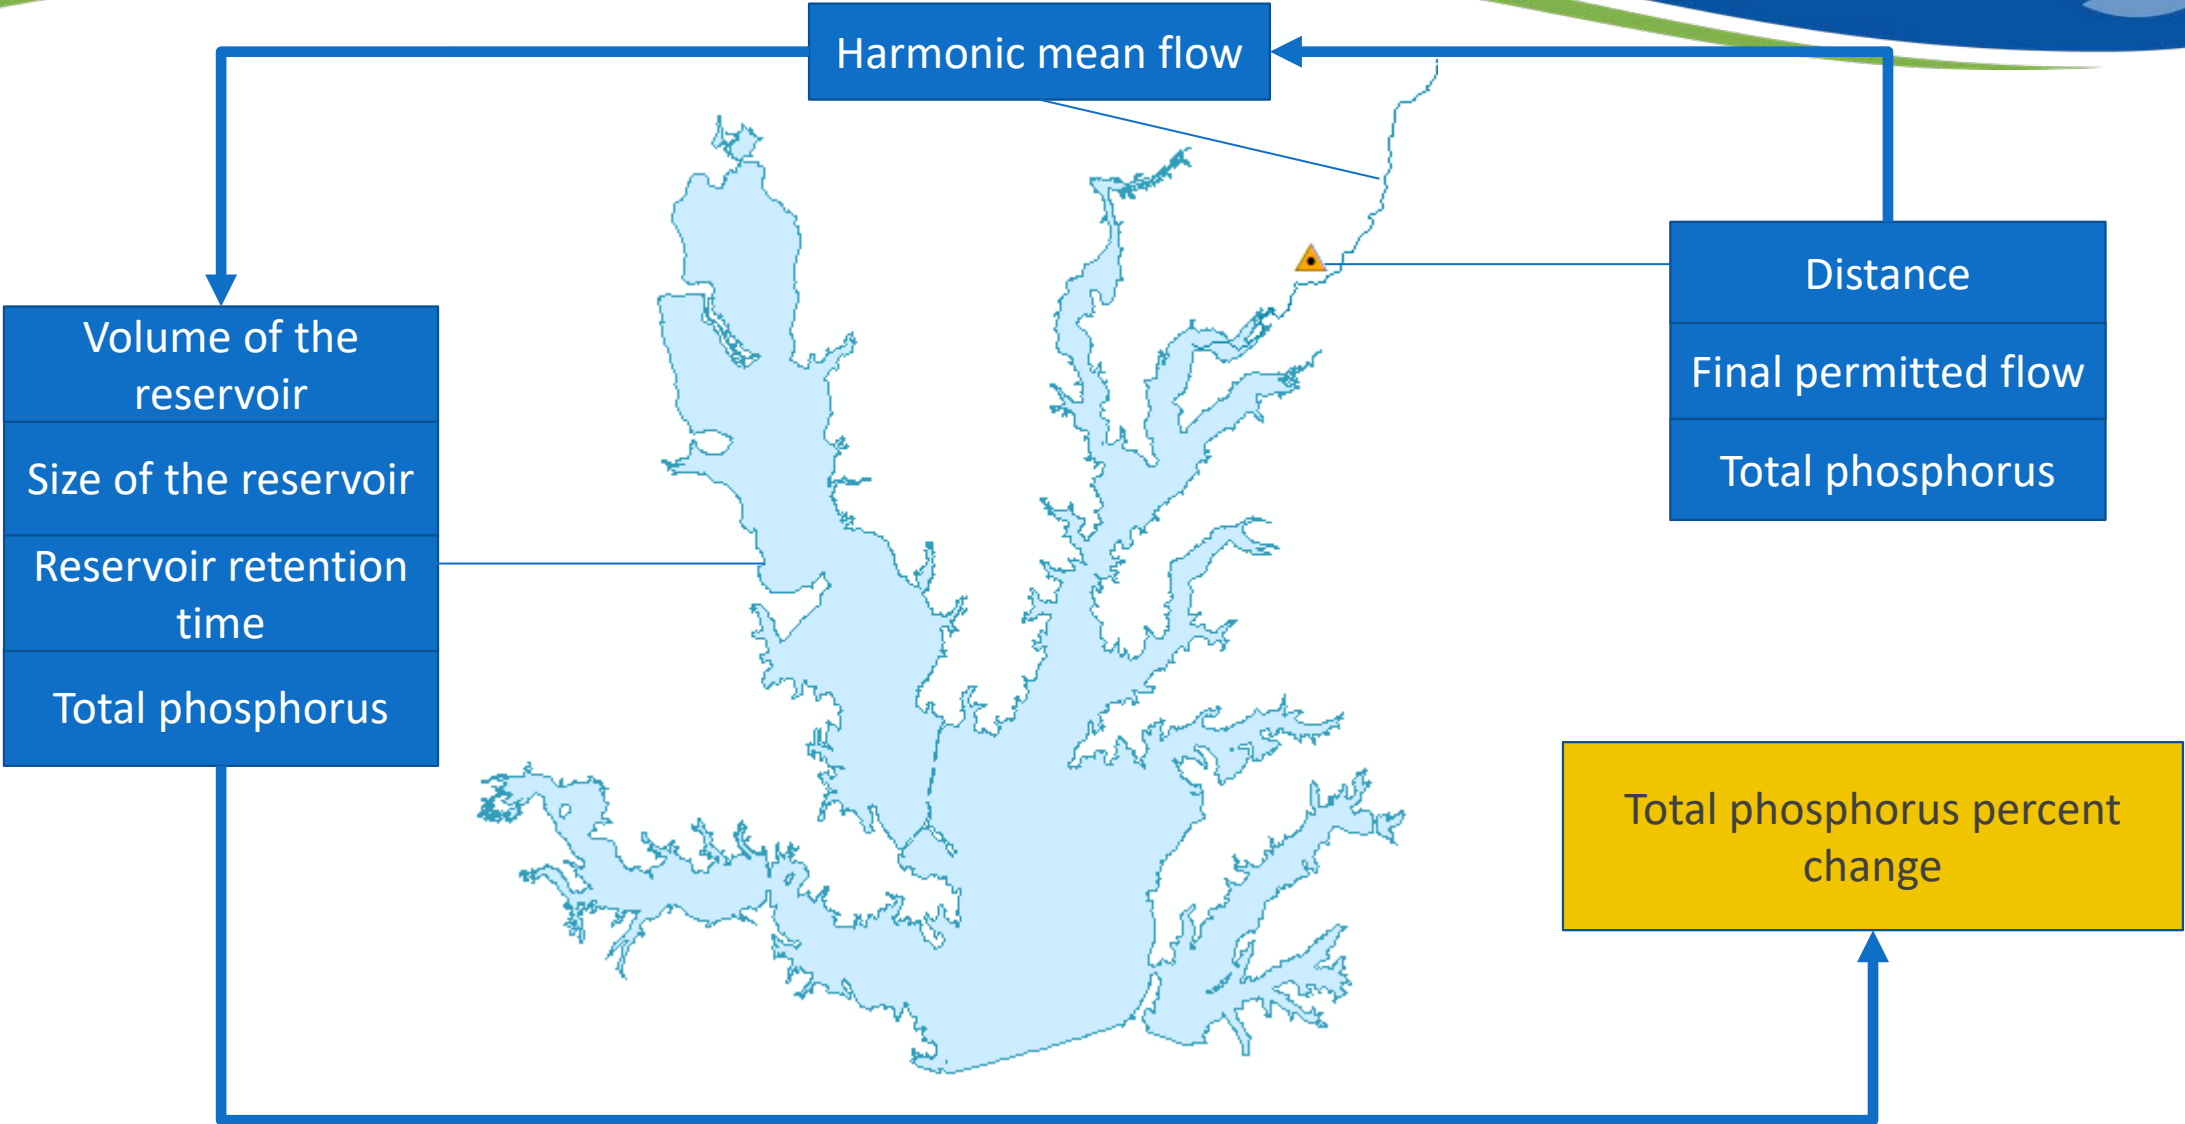 Harmonic mean flow
Volume of the
reservoir
Size of the reservoir
Reservoir retention
time
Total phosphorus
Distance
Final permitted flow
Total phosphorus
Total phosphorus percent
change